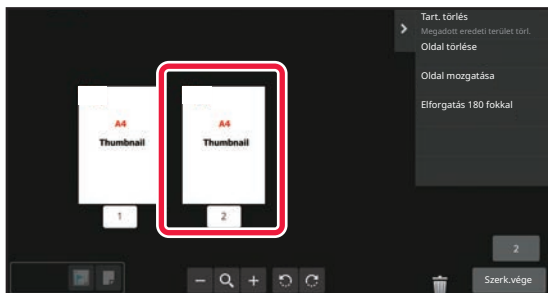 Tart. törlés
Megadott eredeti terület törl.
Oldal törlése
Oldal mozgatása
Elforgatás 180 fokkal
A4
Thumbnail
1
A4
Thumbnail
2
2
Szerk.vége